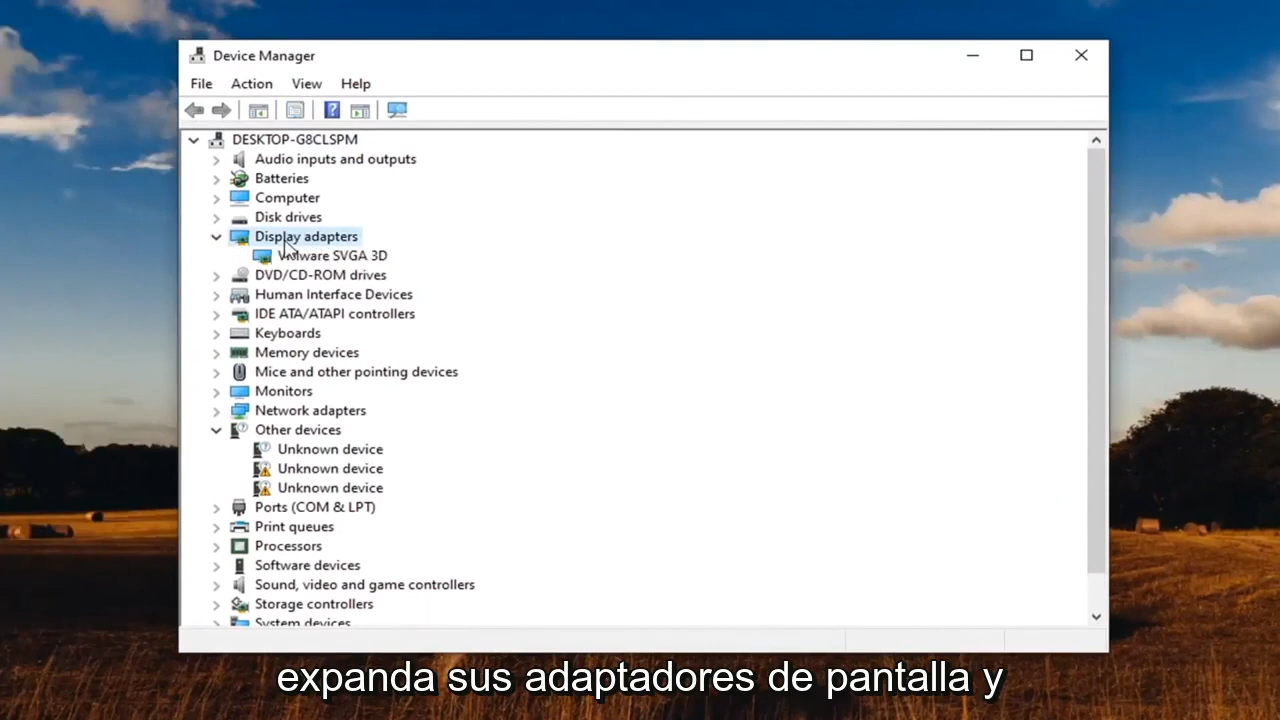 Device Manager
File Action View Help
DESKTOP-G8CLSPM
Audio inputs and outputs
Batteries
Computer
Disk drives
Display adapters
VMware SVGA 3D
DVD/CD-ROM drives
Human Interface Devices
IDE ATA/ATAPI controllers
Keyboards
Memory devices
Mice and other pointing devices
Monitors
Network adapters
Other devices
Unknown device
Unknown device
Unknown device
Ports (COM & LPT)
Print queues
Processors
Software devices
Sound, video and game controllers
Storage controllers
System devices
expanda sus adaptadores de pantalla y